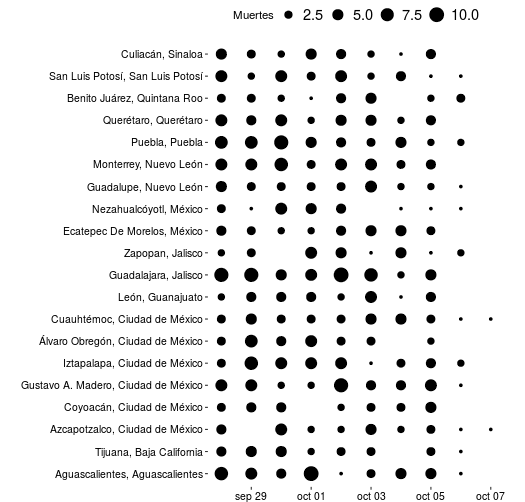 Muertes 2.5 5.0 7.5 10.0
Culiacán, Sinaloa
San Luis Potosí, San Luis Potosí
Benito Juárez, Quintana Roo
Querétaro, Querétaro
Puebla, Puebla
Monterrey, Nuevo León
Guadalupe, Nuevo León
Nezahualcóyotl, México
Ecatepec De Morelos, México
Zapopan, Jalisco
Guadalajara, Jalisco
León, Guanajuato
Cuauhtémoc, Ciudad de México
Álvaro Obregón, Ciudad de México
Iztapalapa, Ciudad de México
Gustavo A. Madero, Ciudad de México
Coyoacán, Ciudad de México
Azcapotzalco, Ciudad de México
Tijuana, Baja California
Aguascalientes, Aguascalientes
sep 29 oct 01 oct 03 oct 05 oct 07